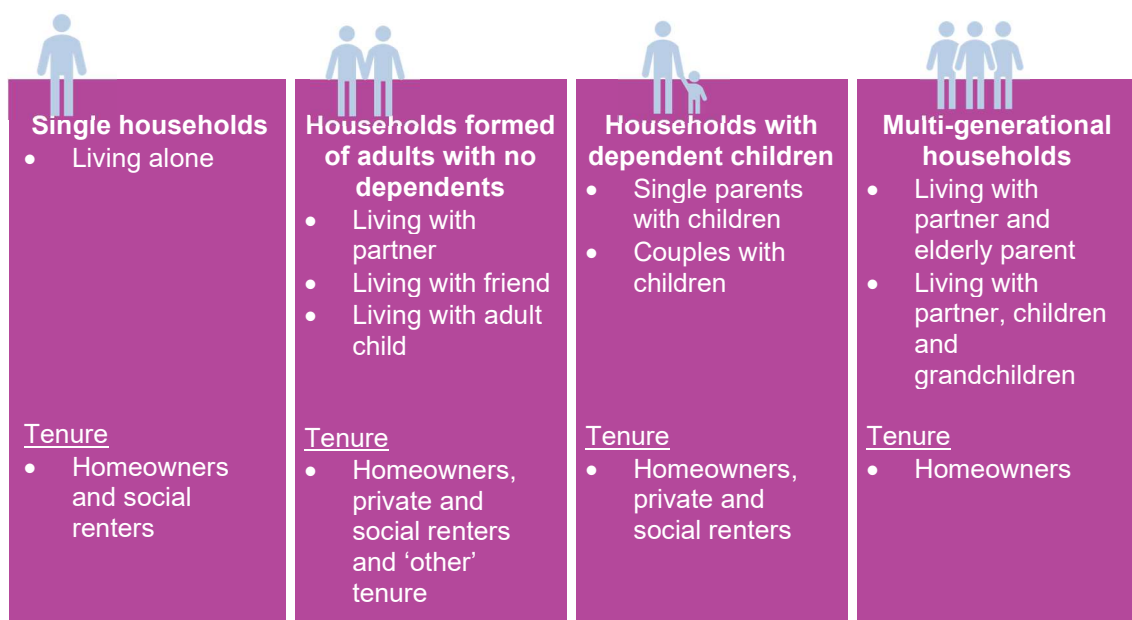 Single households
• Living alone
Tenure
• Homeowners
and social
renters
Households formed
of adults with no
dependents
• Living with
partner
• Living with friend
• Living with adult
child
Tenure
• Homeowners,
private and
social renters
and ‘other’
tenure
Households with
dependent children
• Single parents
with children
• Couples with
children
Tenure
• Homeowners,
private and
social renters
Multi-generational
households
• Living with
partner and
elderly parent
• Living with
partner, children
and
grandchildren
Tenure
• Homeowners